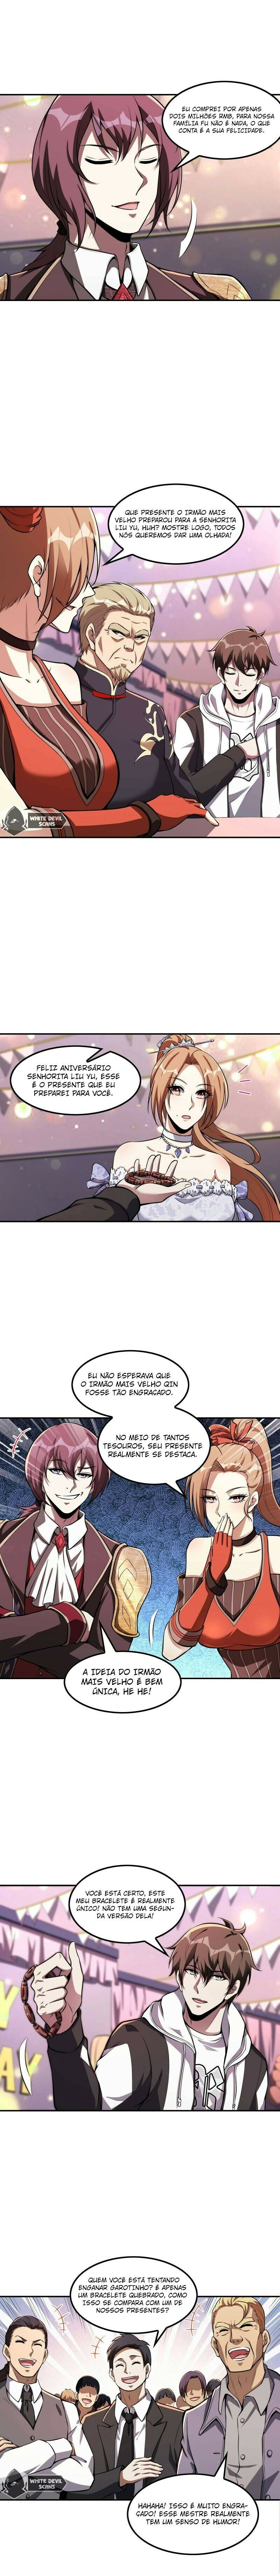 EU COMPREI POR APENAS
DOIS MILHÕES RMB, PARA NOSSA
FAMÍLIA FU NÃO É NADA, O QUE
CONTA É A SUA FELICIDADE.
QUE PRESENTE O IRMÃO MAIS
VELHO PREPAROU PARA A SENHORITA
LIU YU, HUH? MOSTRE LOGO, TODOS
NÓS QUEREMOS DAR UMA OLHADA!
WHITE DEVIL
SCANS
FELIZ ANIVERSÁRIO
SENHORITA LIU YU, ESSE
É O PRESENTE QUE EU
PREPAREI PARA VOCÊ.
EU NÃO ESPERAVA QUE
O IRMÃO MAIS VELHO QIN
FOSSE TÃO ENGRAÇADO.
NO MEIO DE TANTOS
TESOUROS, SEU PRESENTE
REALMENTE SE DESTACA.
A IDEIA DO IRMÃO
MAIS VELHO É BEM
ÚNICA, HE HE!
VOCÊ ESTÁ CERTO, ESTE
MEU BRACELETE É REALMENTE
ÚNICO! NÃO TEM UMA SEGUN-
DA VERSÃO DELA!
AY
QUEM VOCÊ ESTÁ TENTANDO
ENGANAR GAROTINHO? É APENAS
UM BRACELETE QUEBRADO, COMO
ISSO SE COMPARA COM UM DE
NOSSOS PRESENTES?
WHITE DEVIL
SCANS
HAHAHA! ISSO É MUITO ENGRA-
ÇADO! ESSE MESTRE REALMENTE
TEM UM SENSO DE HUMOR!